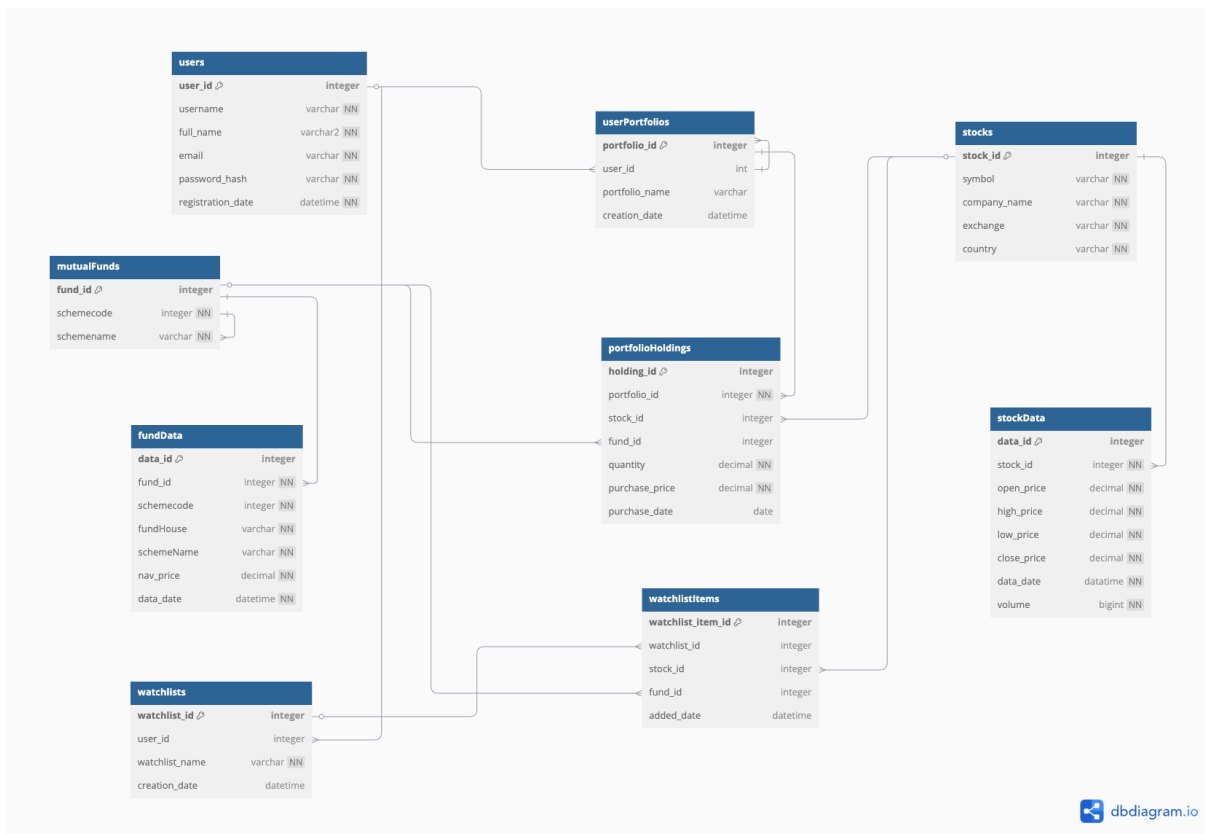 users
user_id integer
username varchar NN
full_name varchar2 NN
email varchar NN
password_hash varchar NN
registration_date datetime NN
userPortfolios
portfolio_id integer
user_id int
portfolio_name varchar
creation_date datetime
stocks
stock_id integer
symbol varchar NN
company_name varchar NN
exchange varchar NN
country varchar NN
mutualFunds
fund_id integer
schemecode integer NN
schemename varchar NN
portfolioHoldings
holding_id integer
portfolio_id integer NN
stock_id integer
fund_id integer
quantity decimal NN
purchase_price decimal NN
purchase_date date
fundData
data_id integer
fund_id integer NN
schemecode integer NN
fundHouse varchar NN
schemeName varchar NN
nav_price decimal NN
data_date datetime NN
stockData
data_id integer
stock_id integer NN
open_price decimal NN
high_price decimal NN
low_price decimal NN
close_price decimal NN
data_date datatime NN
volume bigint NN
watchlistItems
watchlist_item_id integer
watchlist_id integer
stock_id integer
fund_id integer
added_date datetime
watchlists
watchlist_id integer
user_id integer
watchlist_name varchar NN
creation_date datetime
dbdiagram.io